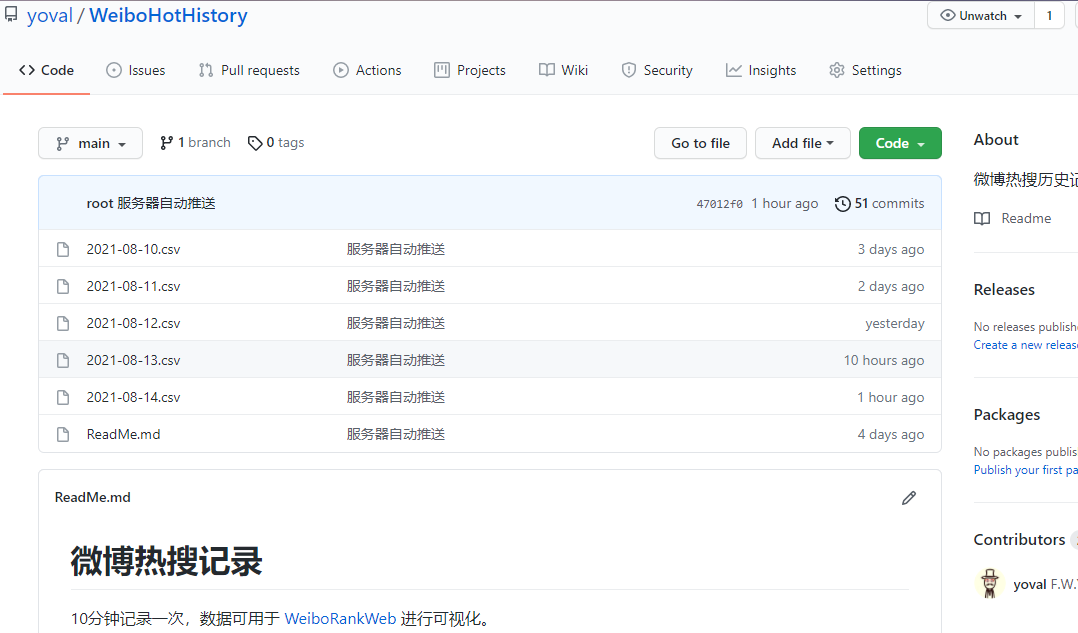 yoval / WeiboHotHistory
Unwatch 1
Code Issues Pull requests Actions Projects Wiki Security Insights Settings
main 1 branch 0 tags Go to file Add file Code
root 服务器自动推送 47012f0 1 hour ago 51 commits
2021-08-10.csv 服务器自动推送 3 days ago
2021-08-11.csv 服务器自动推送 2 days ago
2021-08-12.csv 服务器自动推送 yesterday
2021-08-13.csv 服务器自动推送 10 hours ago
2021-08-14.csv 服务器自动推送 1 hour ago
ReadMe.md 服务器自动推送 4 days ago
ReadMe.md
微博热搜记录
10分钟记录一次，数据可用于 WeiboRankWeb 进行可视化。
About
微博热搜历史记
Readme
Releases
No releases publish
Create a new releas
Packages
No packages publis
Publish your first pa
Contributors
yoval F.W.